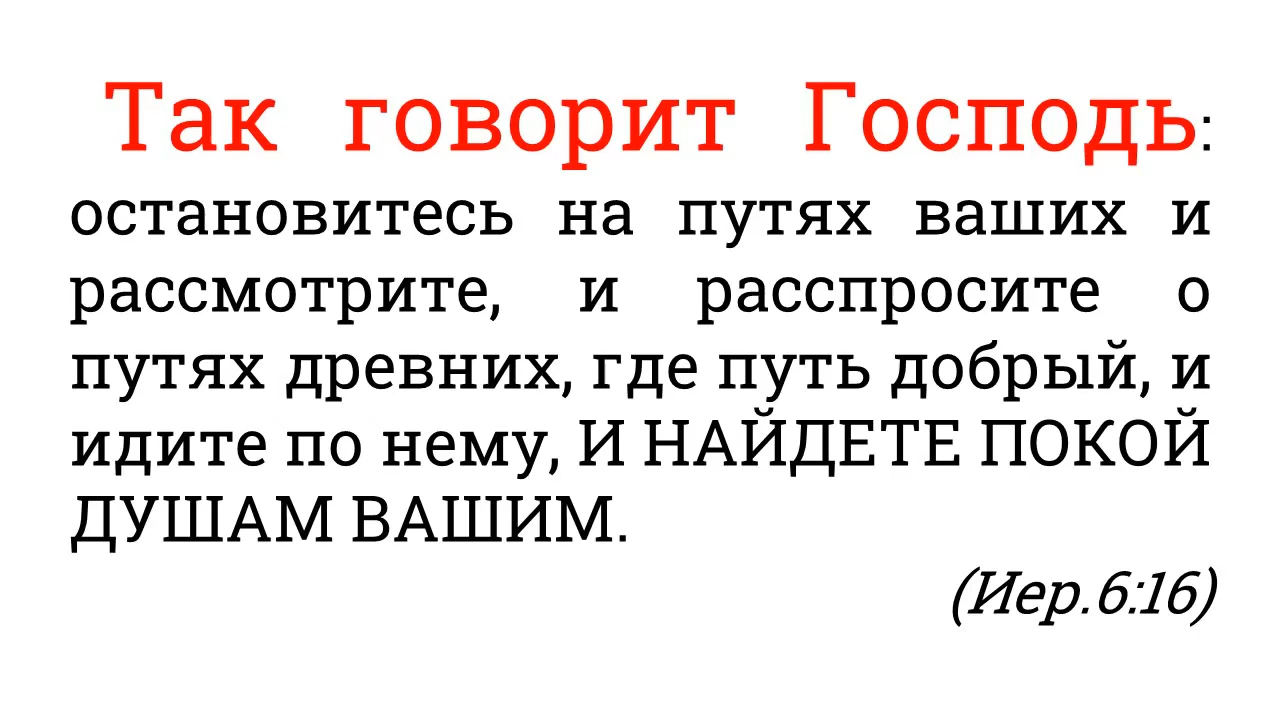 Так говорит Господь:
остановитесь на путях ваших и
рассмотрите, и расспросите о
путях древних, где путь добрый, и
идите по нему, И НАЙДЕТЕ ПОКОЙ
ДУШАМ ВАШИМ.
(Иер.6:16)